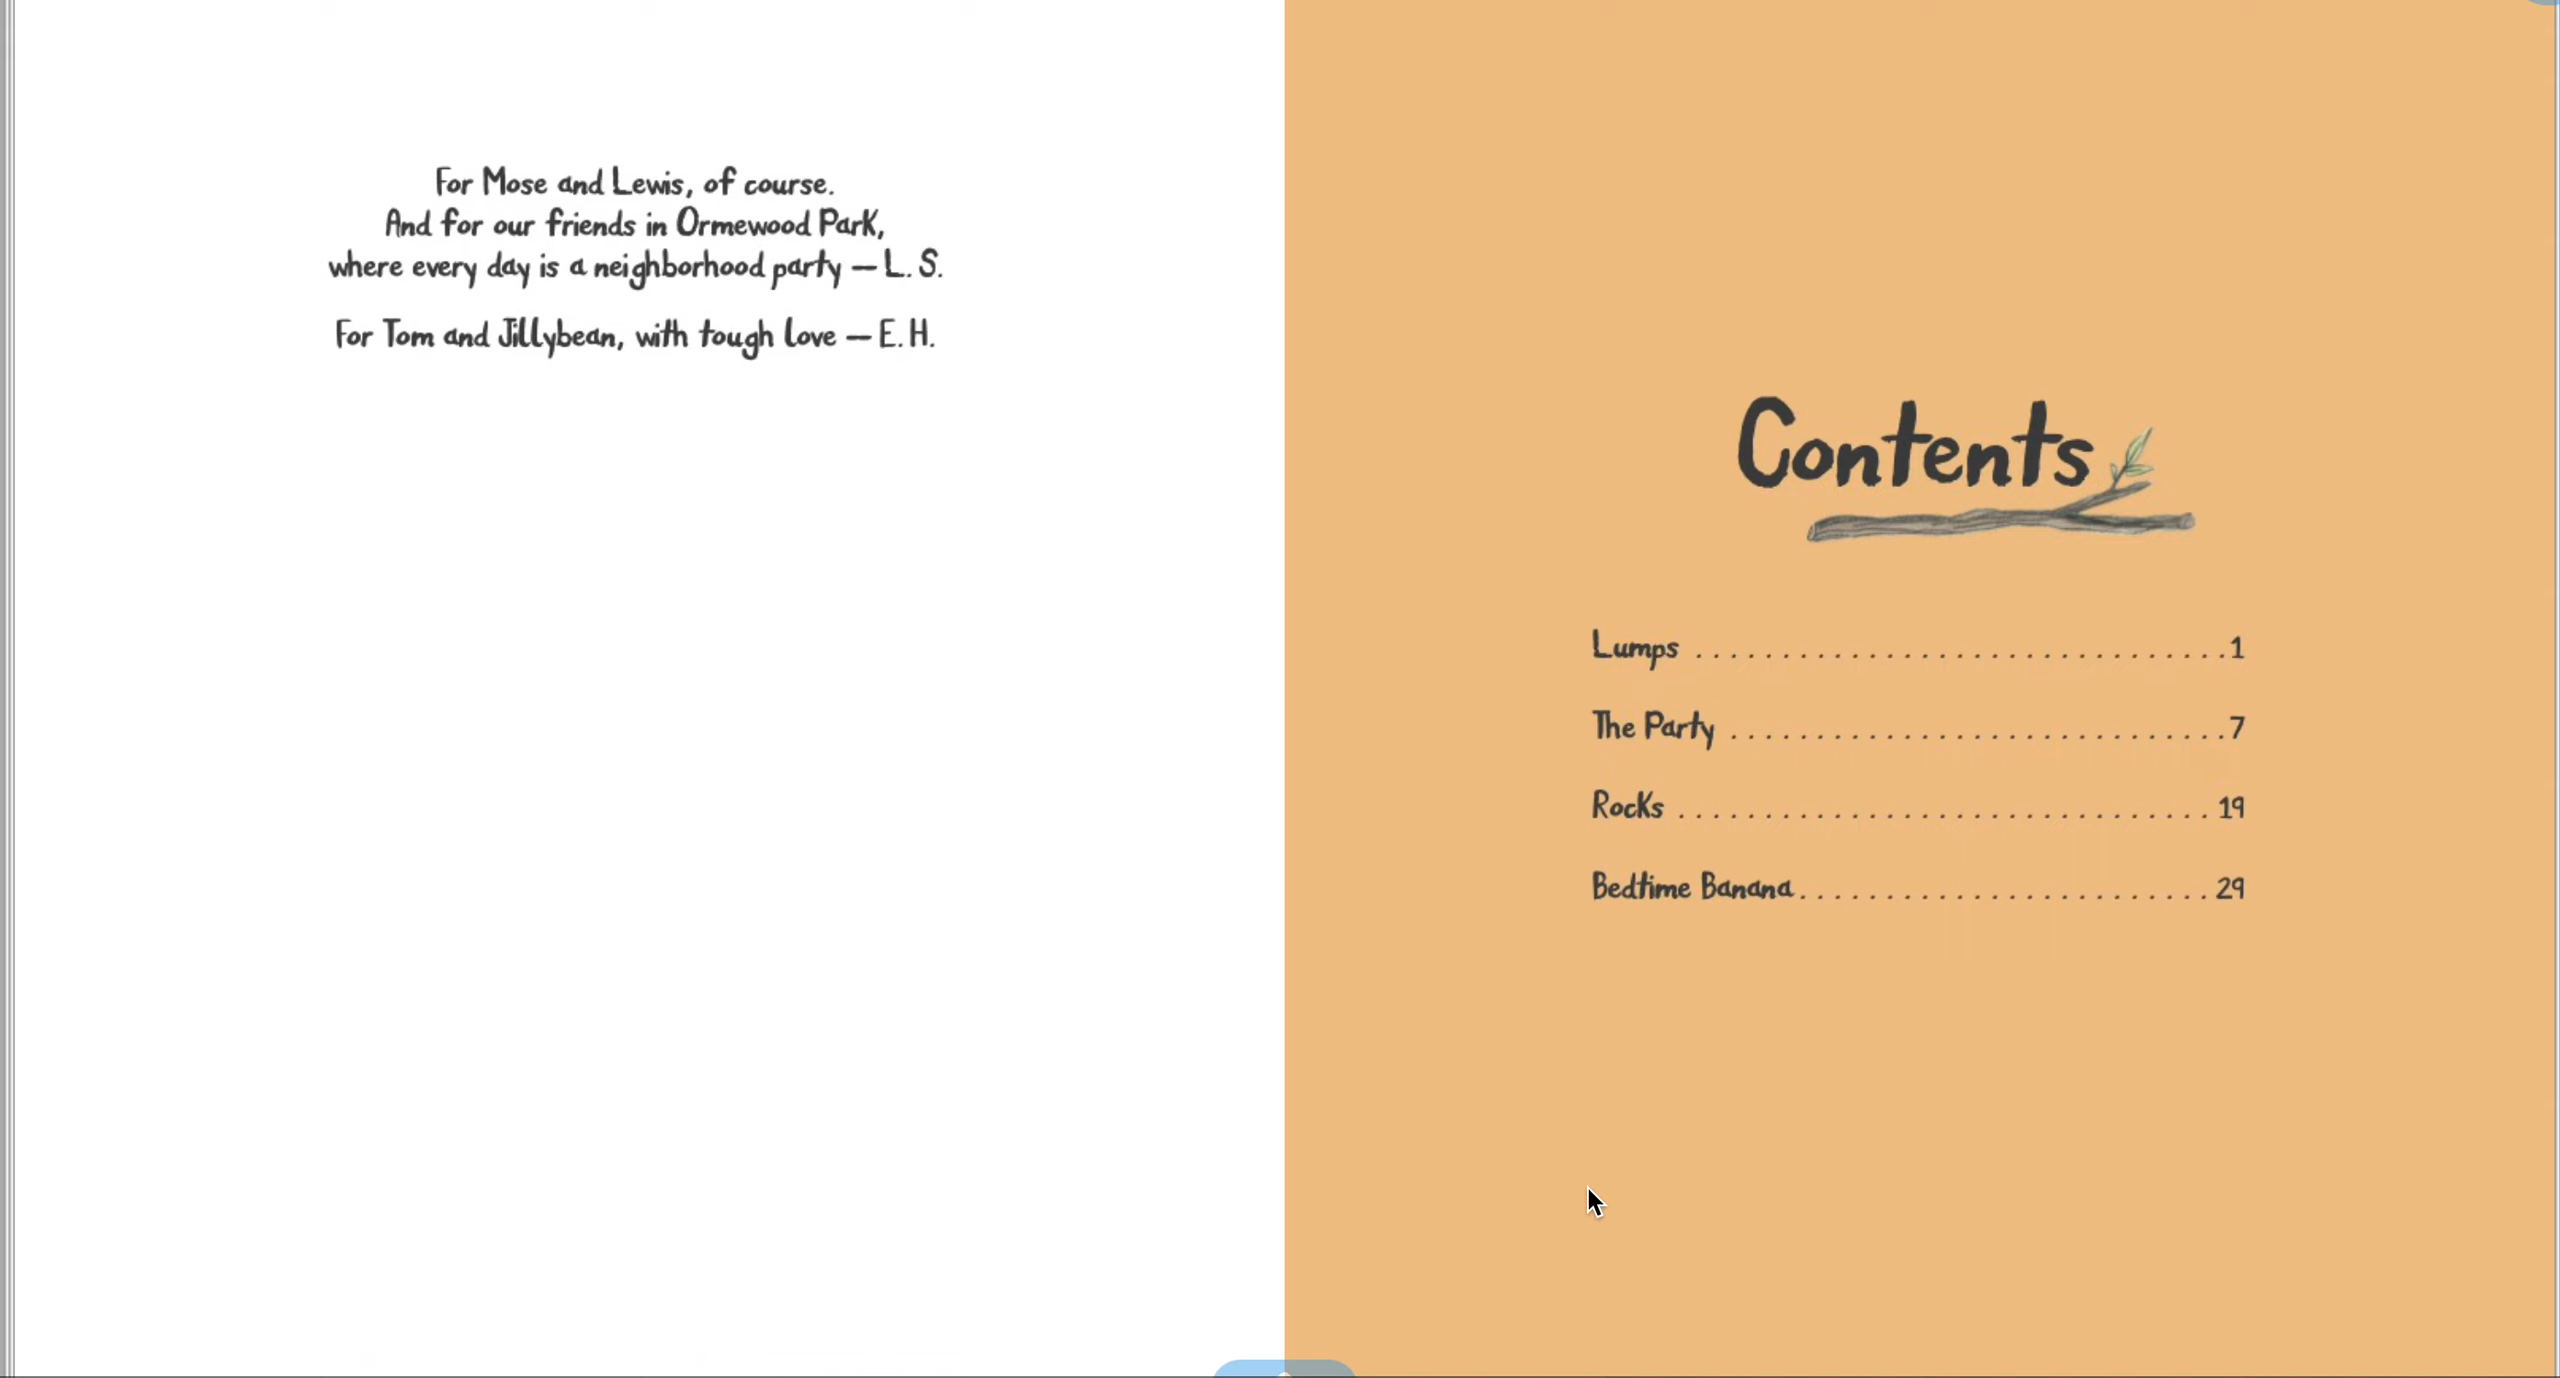 For Mose and Lewis, of course.
And for our friends in Ormewood Park,
where every day is a neighborhood party — L. S.
For Tom and Jillybean, with tough love — E. H.
Contents
Lumps . . . . . . . . . . . . . . . . . . . . . . . . . . . . . . . 1
The Party . . . . . . . . . . . . . . . . . . . . . . . . . . . . . 7
Rocks . . . . . . . . . . . . . . . . . . . . . . . . . . . . . . . 19
Bedtime Banana . . . . . . . . . . . . . . . . . . . . . . . . 29